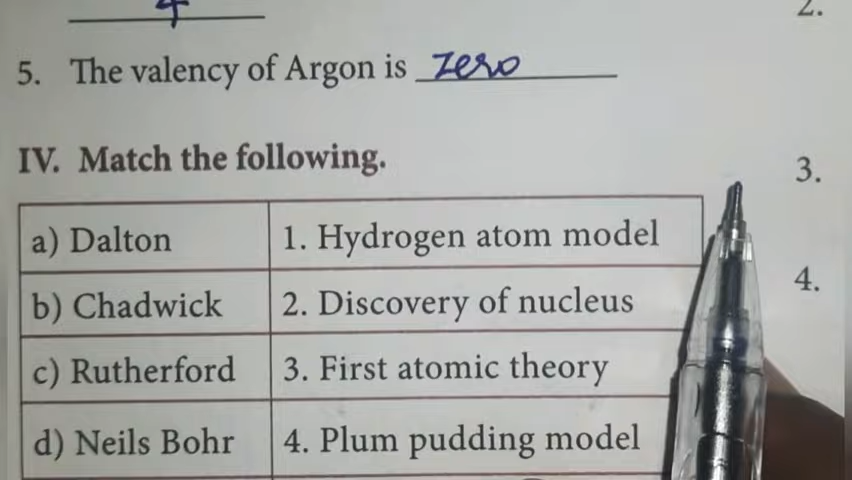 4
2.
5. The valency of Argon is zero
IV. Match the following.
3.
a) Dalton 1. Hydrogen atom model
4.
b) Chadwick 2. Discovery of nucleus
c) Rutherford 3. First atomic theory
d) Neils Bohr 4. Plum pudding model